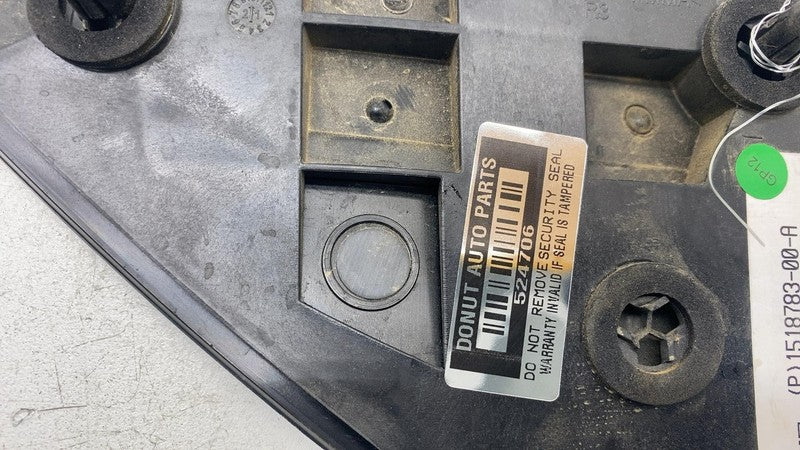 DONUT AUTO PARTS
524706
DO NOT REMOVE SECURITY SEAL
WARRANTY INVALID IF SEAL IS TAMPERED
GP12
(P)1518783-00-A